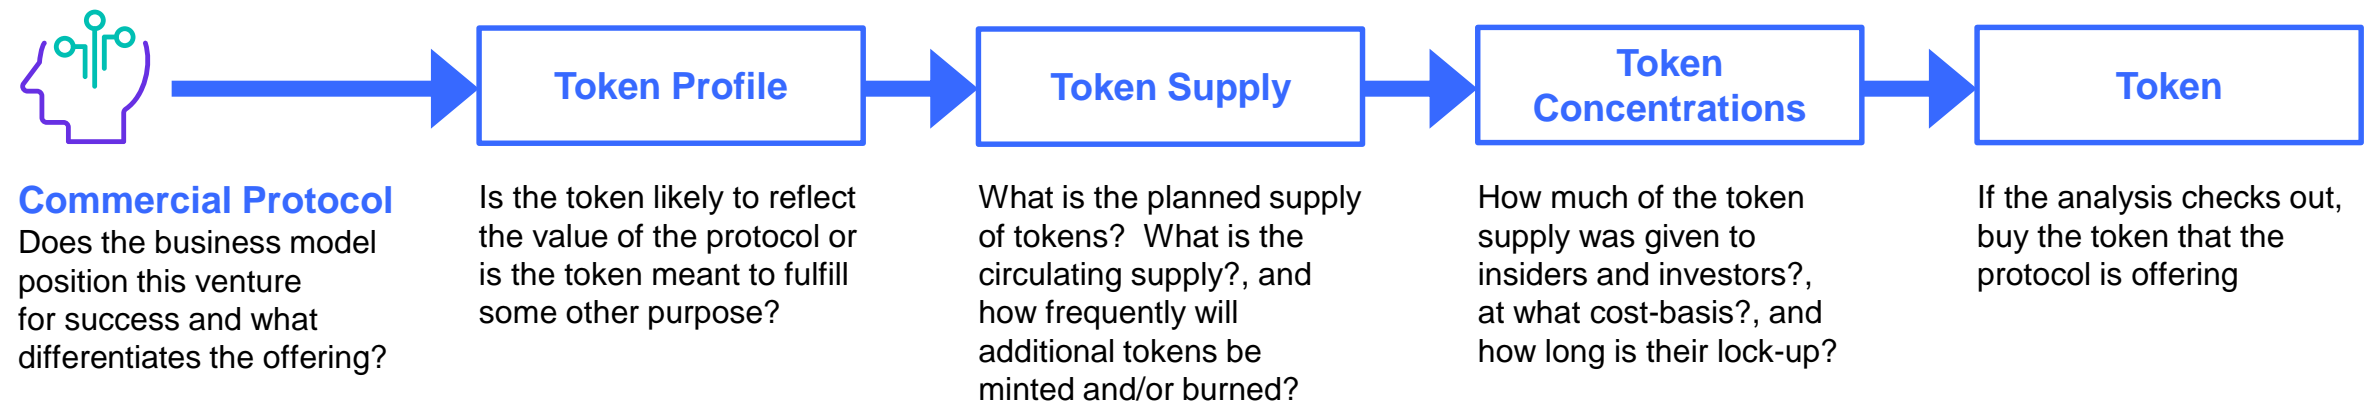 Commercial Protocol
Does the business model
position this venture
for success and what
differentiates the offering?
Token Profile
Is the token likely to reflect
the value of the protocol or
is the token meant to fulfill
some other purpose?
Token Supply
What is the planned supply
of tokens?  What is the
circulating supply?, and
how frequently will
additional tokens be
minted and/or burned?
Token
Concentrations
How much of the token
supply was given to
insiders and investors?,
at what cost-basis?, and
how long is their lock-up?
Token
If the analysis checks out,
buy the token that the
protocol is offering